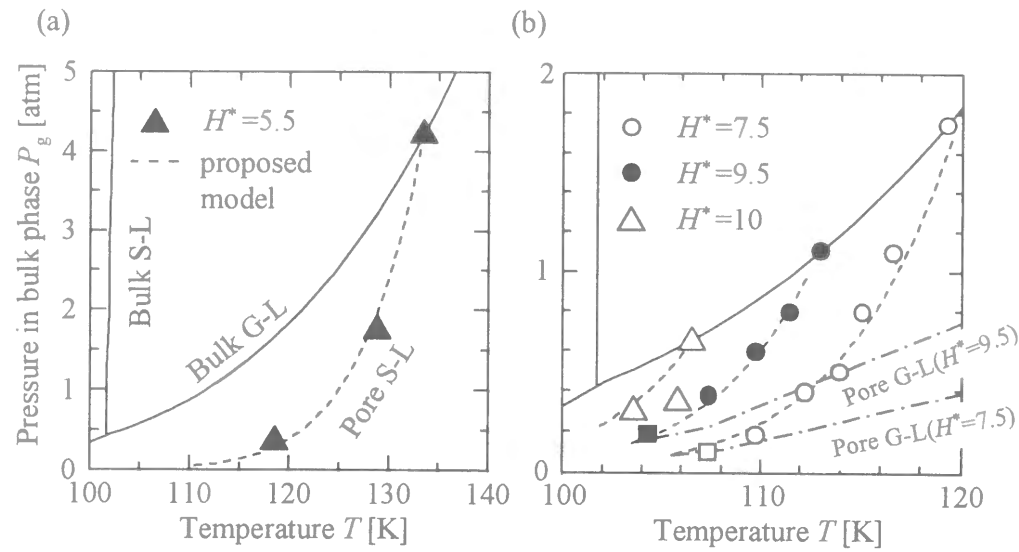 (a)
Pressure in bulk phase Pg [atm]
5
4
3
2
1
0
100
110
120
130
140
Temperature T [K]
H*=5.5
proposed
model
Bulk S-L
Bulk G-L
Pore S-L
(b)
2
1
0
100
110
120
Temperature T [K]
H*=7.5
H*=9.5
H*=10
Pore G-L(H*=9.5)
Pore G-L(H*=7.5)